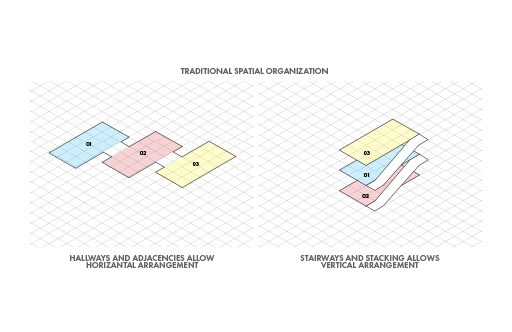 TRADITIONAL SPATIAL ORGANIZATION
01
02
03
03
01
02
HALLWAYS AND ADJACENCIES ALLOW
HORIZANTAL ARRANGEMENT
STAIRWAYS AND STACKING ALLOWS
VERTICAL ARRANGEMENT